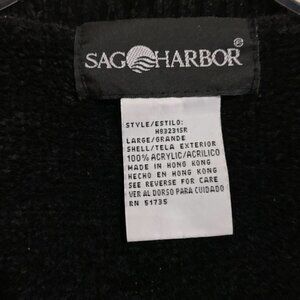 SAG HARBOR®
STYLE/ESTILO:
H93231SR
LARGE/GRANDE
SHELL/TELA EXTERIOR
100% ACRYLIC/ACRILICO
MADE IN HONG KONG
HECHO EN HONG KONG
SEE REVERSE FOR CARE
VER AL DORSO PARA CUIDADO
RN 51735